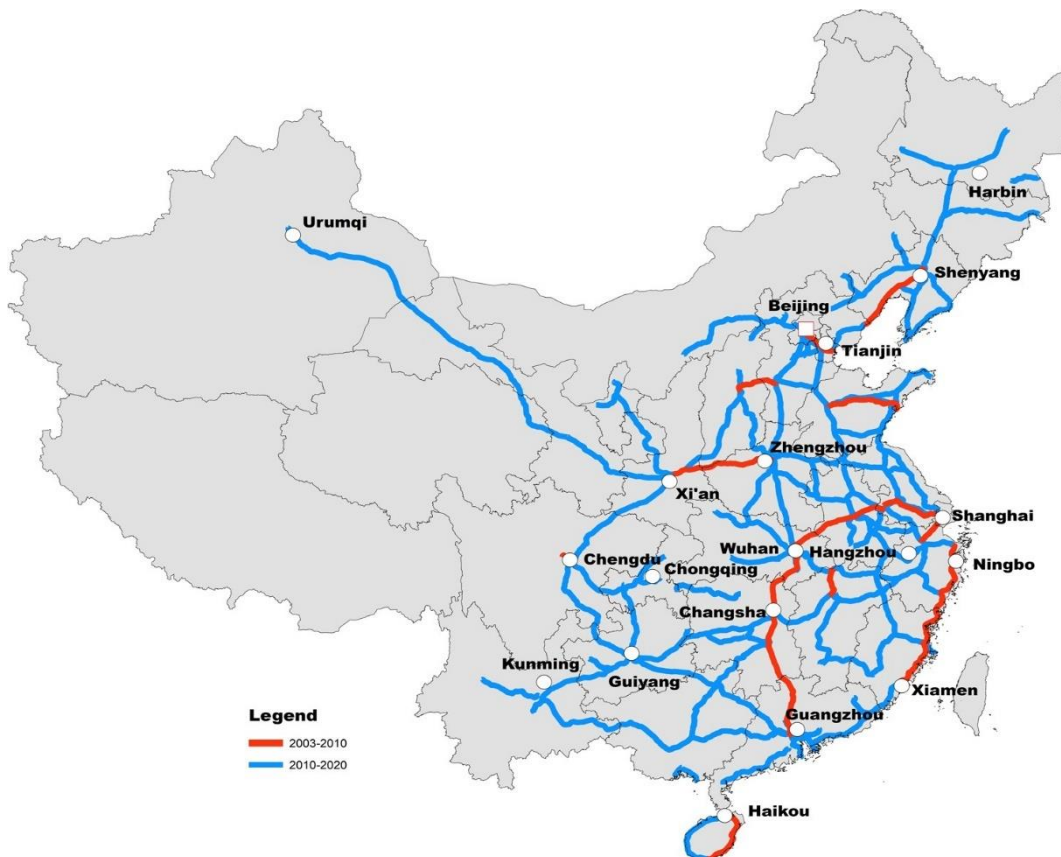 Harbin
Urumqi
Shenyang
Beijing
Tianjin
Zhengzhou
Xi'an
Shanghai
Wuhan
Hangzhou
Ningbo
Chengdu
Chongqing
Changsha
Kunming
Guiyang
Xiamen
Guangzhou
Legend
2003-2010
2010-2020
Haikou